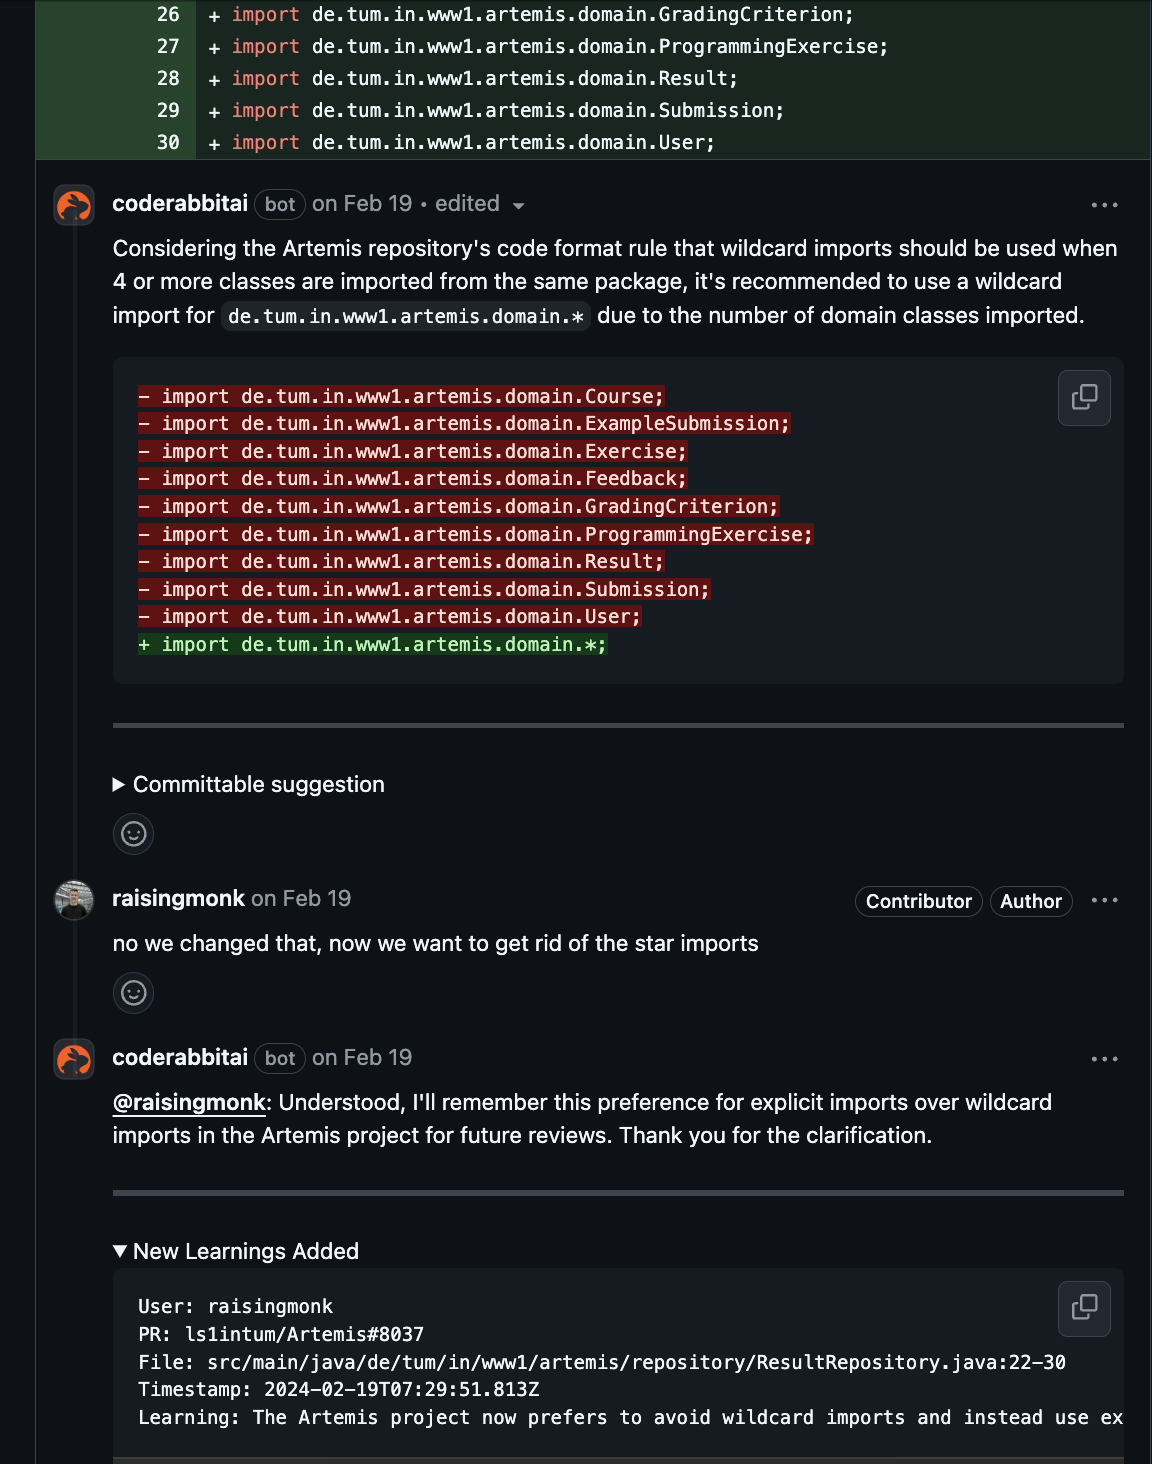 26 + import de.tum.in.www1.artemis.domain.GradingCriterion;
27 + import de.tum.in.www1.artemis.domain.ProgrammingExercise;
28 + import de.tum.in.www1.artemis.domain.Result;
29 + import de.tum.in.www1.artemis.domain.Submission;
30 + import de.tum.in.www1.artemis.domain.User;
coderabbitai bot on Feb 19 • edited
Considering the Artemis repository's code format rule that wildcard imports should be used when
4 or more classes are imported from the same package, it's recommended to use a wildcard
import for de.tum.in.www1.artemis.domain.* due to the number of domain classes imported.
- import de.tum.in.www1.artemis.domain.Course;
- import de.tum.in.www1.artemis.domain.ExampleSubmission;
- import de.tum.in.www1.artemis.domain.Exercise;
- import de.tum.in.www1.artemis.domain.Feedback;
- import de.tum.in.www1.artemis.domain.GradingCriterion;
- import de.tum.in.www1.artemis.domain.ProgrammingExercise;
- import de.tum.in.www1.artemis.domain.Result;
- import de.tum.in.www1.artemis.domain.Submission;
- import de.tum.in.www1.artemis.domain.User;
+ import de.tum.in.www1.artemis.domain.*;
Committable suggestion
raisingmonk on Feb 19 Contributor Author
no we changed that, now we want to get rid of the star imports
coderabbitai bot on Feb 19
@raisingmonk: Understood, I'll remember this preference for explicit imports over wildcard
imports in the Artemis project for future reviews. Thank you for the clarification.
New Learnings Added
User: raisingmonk
PR: ls1intum/Artemis#8037
File: src/main/java/de/tum/in/www1/artemis/repository/ResultRepository.java:22-30
Timestamp: 2024-02-19T07:29:51.813Z
Learning: The Artemis project now prefers to avoid wildcard imports and instead use ex